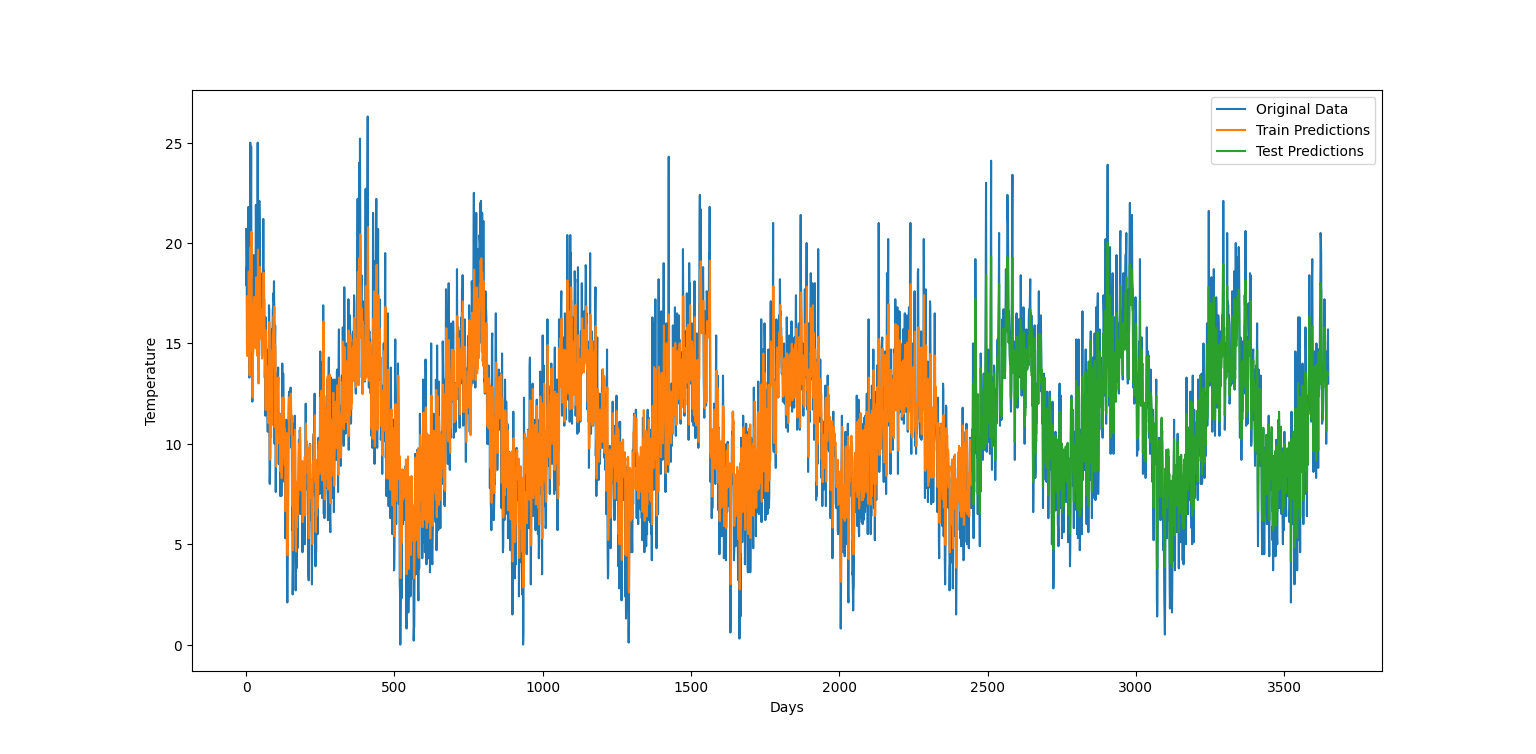 Original Data
Train Predictions
Test Predictions
Temperature
25
20
15
10
5
0
0 500 1000 1500 2000 2500 3000 3500
Days